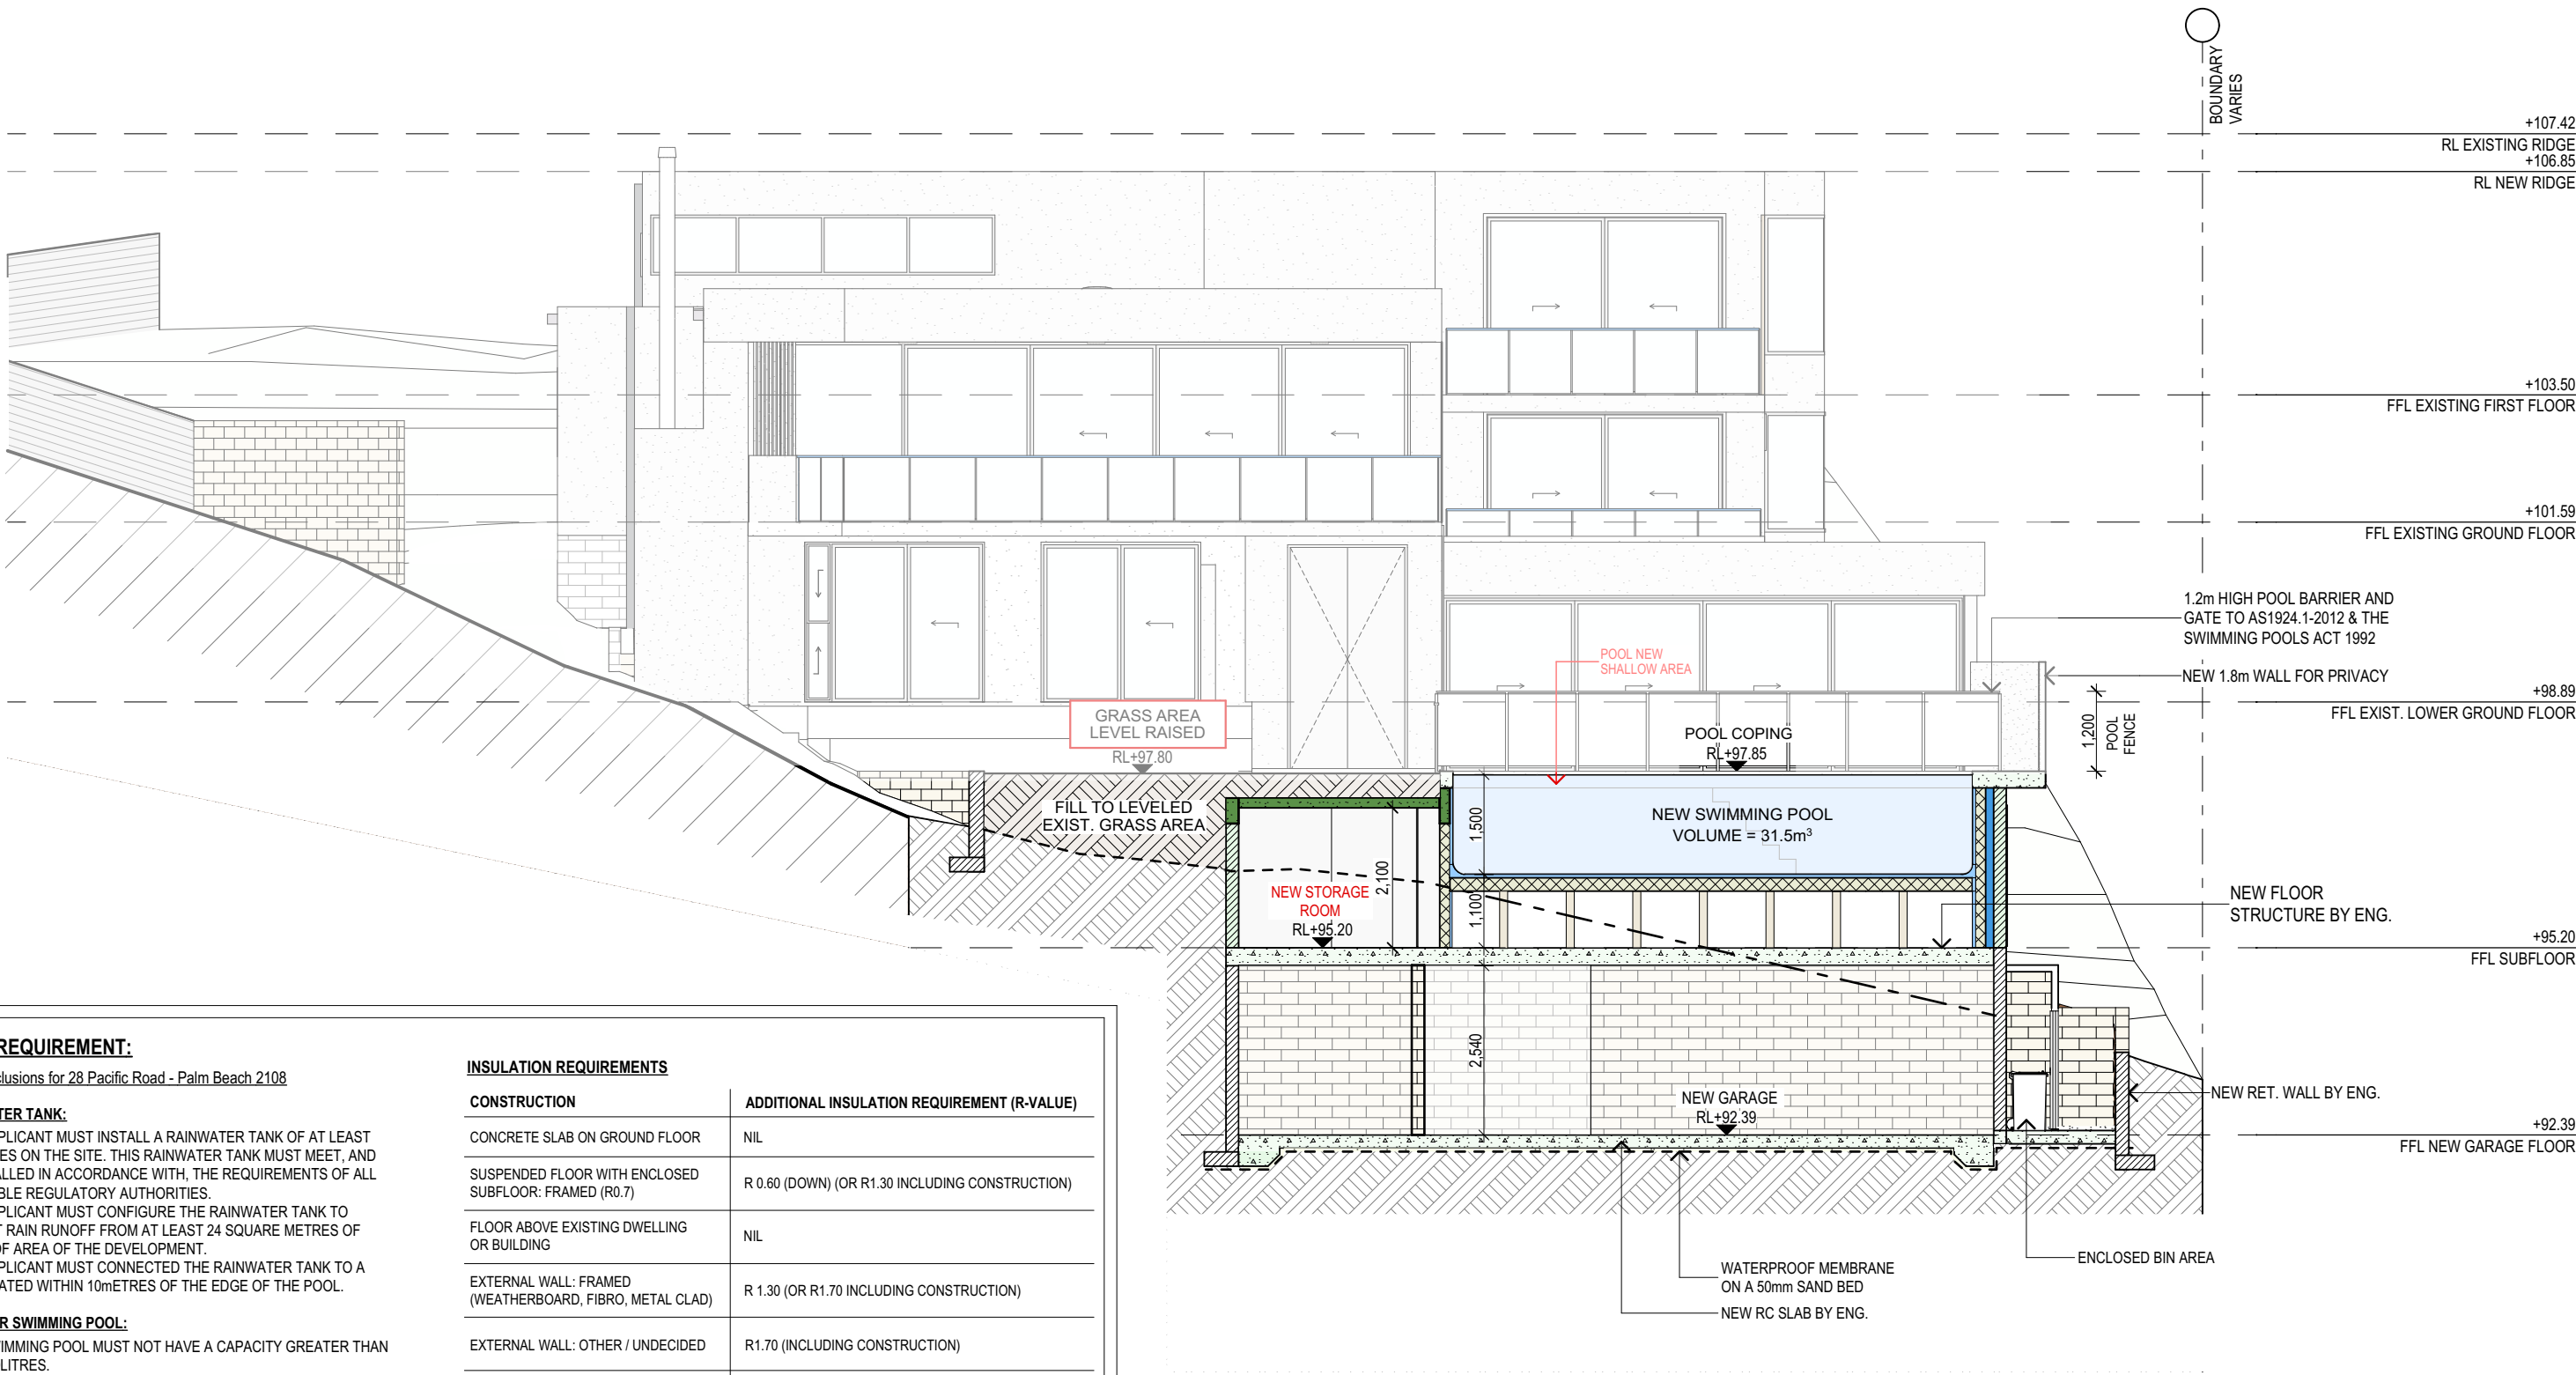 BOUNDARY
VARIES
+107.42
RL EXISTING RIDGE
+106.85
RL NEW RIDGE
+103.50
FFL EXISTING FIRST FLOOR
+101.59
FFL EXISTING GROUND FLOOR
1.2m HIGH POOL BARRIER AND
GATE TO AS1924.1-2012 & THE
SWIMMING POOLS ACT 1992
NEW 1.8m WALL FOR PRIVACY
+98.89
FFL EXIST. LOWER GROUND FLOOR
1,200
POOL
FENCE
POOL NEW
SHALLOW AREA
GRASS AREA
LEVEL RAISED
RL+97.80
POOL COPING
RL+97.85
FILL TO LEVELED
EXIST. GRASS AREA
NEW SWIMMING POOL
VOLUME = 31.5m³
1,500
2,100
1,100
NEW STORAGE
ROOM
RL+95.20
NEW FLOOR
STRUCTURE BY ENG.
+95.20
FFL SUBFLOOR
2,540
NEW GARAGE
RL+92.39
NEW RET. WALL BY ENG.
+92.39
FFL NEW GARAGE FLOOR
ENCLOSED BIN AREA
WATERPROOF MEMBRANE
ON A 50mm SAND BED
NEW RC SLAB BY ENG.
REQUIREMENT:
clusions for 28 Pacific Road - Palm Beach 2108
TER TANK:
PLICANT MUST INSTALL A RAINWATER TANK OF AT LEAST
ES ON THE SITE. THIS RAINWATER TANK MUST MEET, AND
ALLED IN ACCORDANCE WITH, THE REQUIREMENTS OF ALL
BLE REGULATORY AUTHORITIES.
PLICANT MUST CONFIGURE THE RAINWATER TANK TO
T RAIN RUNOFF FROM AT LEAST 24 SQUARE METRES OF
OF AREA OF THE DEVELOPMENT.
PLICANT MUST CONNECTED THE RAINWATER TANK TO A
ATED WITHIN 10mETRES OF THE EDGE OF THE POOL.
R SWIMMING POOL:
IMMING POOL MUST NOT HAVE A CAPACITY GREATER THAN
LITRES.
INSULATION REQUIREMENTS
CONSTRUCTION
ADDITIONAL INSULATION REQUIREMENT (R-VALUE)
CONCRETE SLAB ON GROUND FLOOR
NIL
SUSPENDED FLOOR WITH ENCLOSED
SUBFLOOR: FRAMED (R0.7)
R 0.60 (DOWN) (OR R1.30 INCLUDING CONSTRUCTION)
FLOOR ABOVE EXISTING DWELLING
OR BUILDING
NIL
EXTERNAL WALL: FRAMED
(WEATHERBOARD, FIBRO, METAL CLAD)
R 1.30 (OR R1.70 INCLUDING CONSTRUCTION)
EXTERNAL WALL: OTHER / UNDECIDED
R1.70 (INCLUDING CONSTRUCTION)